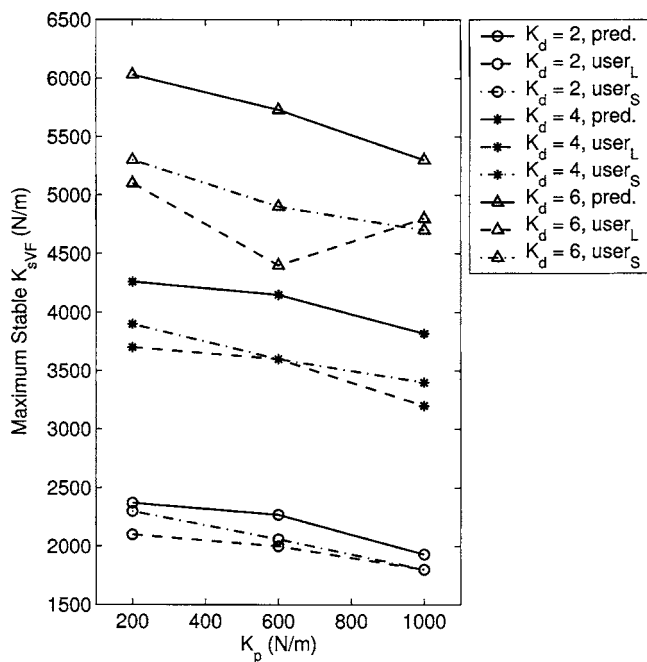 6500
6000
5500
5000
4500
4000
3500
3000
2500
2000
1500
Maximum Stable K_sVF (N/m)
200 400 600 800 1000
K_p (N/m)
K_d = 2, pred.
K_d = 2, user_L
K_d = 2, user_S
K_d = 4, pred.
K_d = 4, user_L
K_d = 4, user_S
K_d = 6, pred.
K_d = 6, user_L
K_d = 6, user_S